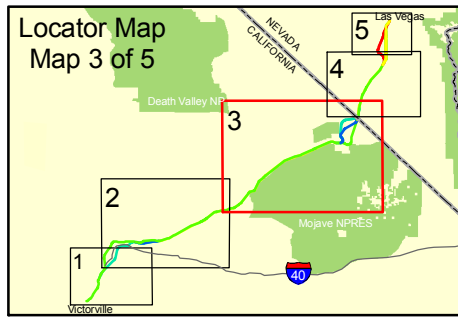 Locator Map
Map 3 of 5
NEVADA
CALIFORNIA
Las Vegas
5
4
Death Valley NP
3
2
Mojave NPRES
1
40
Victorville